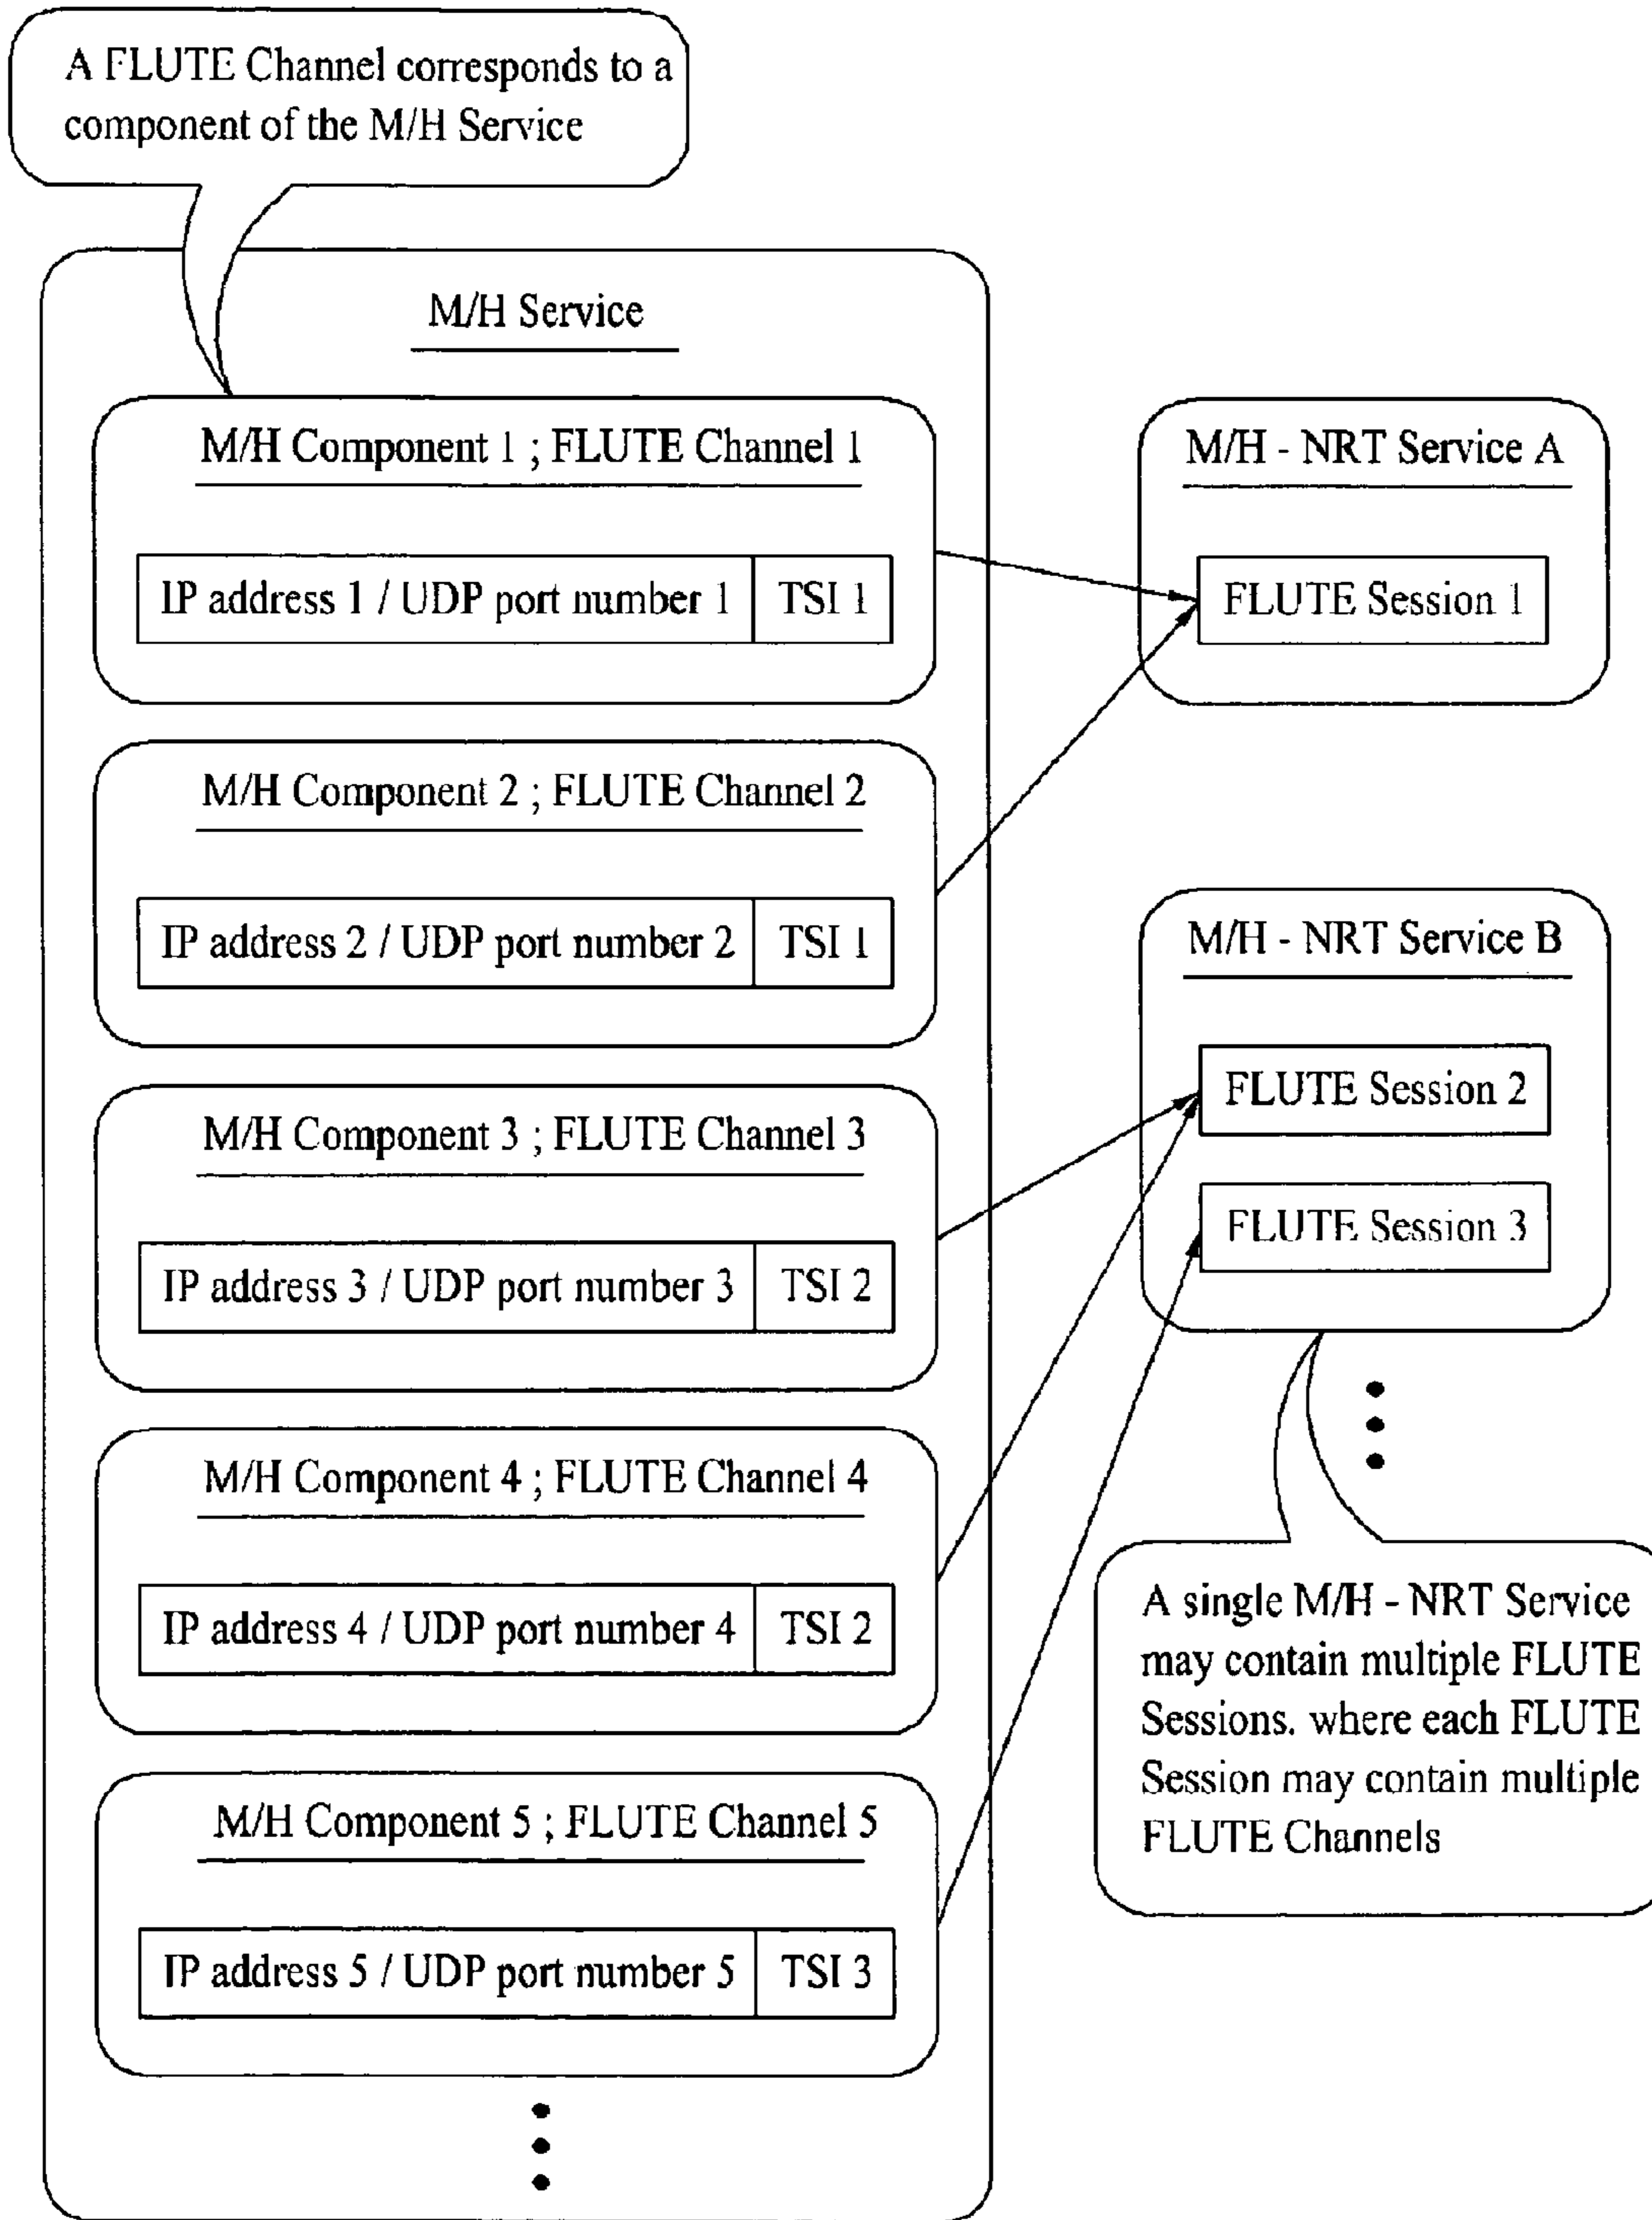 A FLUTE Channel corresponds to a
component of the M/H Service
M/H Service
M/H Component 1 ; FLUTE Channel 1
IP address 1 / UDP port number 1 TSI 1
M/H Component 2 ; FLUTE Channel 2
IP address 2 / UDP port number 2 TSI 1
M/H Component 3 ; FLUTE Channel 3
IP address 3 / UDP port number 3 TSI 2
M/H Component 4 ; FLUTE Channel 4
IP address 4 / UDP port number 4 TSI 2
M/H Component 5 ; FLUTE Channel 5
IP address 5 / UDP port number 5 TSI 3
M/H - NRT Service A
FLUTE Session 1
M/H - NRT Service B
FLUTE Session 2
FLUTE Session 3
A single M/H - NRT Service
may contain multiple FLUTE
Sessions. where each FLUTE
Session may contain multiple
FLUTE Channels